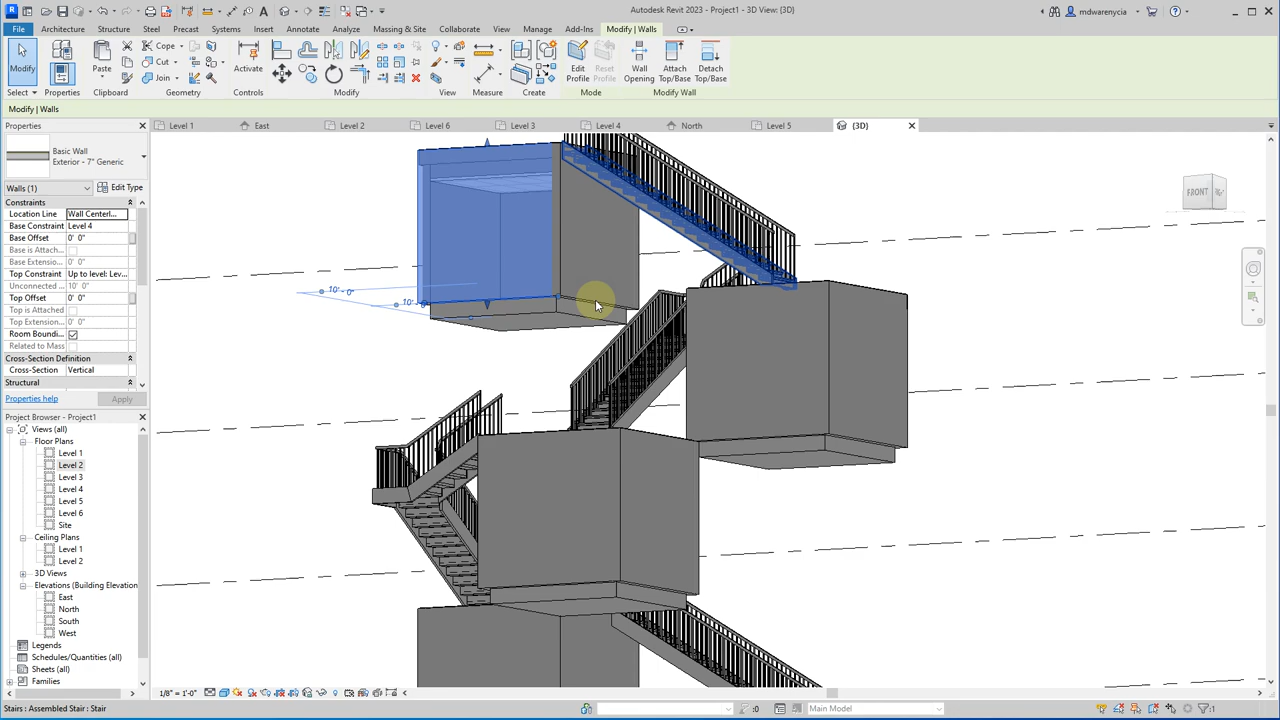 Autodesk Revit 2023 - Project1 - 3D View: {3D}
mdwarenycia
File Architecture Structure Steel Precast Systems Insert Annotate Analyze Massing & Site Collaborate View Manage Add-Ins Modify | Walls
Modify Paste Cope Cut Join Activate Edit Profile Reset Profile Wall Opening Attach Top/Base Detach Top/Base
Select Properties Clipboard Geometry Controls Modify View Measure Create Mode Modify Wall
Modify | Walls
Properties
Level 1 East Level 2 Level 6 Level 3 Level 4 North Level 5 {3D}
Basic Wall
Exterior - 7" Generic
Walls (1) Edit Type
Constraints
Location Line Wall Centerl...
Base Constraint Level 4
Base Offset 0' 0"
Base is Attach...
Base Extension...
Top Constraint Up to level: Lev...
Unconnected ... 10' 0"
Top Offset 0' 0"
Top is Attached
Top Extension...
Room Boundi...
Related to Mass
Cross-Section Definition
Cross-Section Vertical
Structural
Properties help Apply
Project Browser - Project1
Views (all)
Floor Plans
Level 1
Level 2
Level 3
Level 4
Level 5
Level 6
Site
Ceiling Plans
Level 1
Level 2
3D Views
Elevations (Building Elevation
East
North
South
West
Legends
Schedules/Quantities (all)
Sheets (all)
Families
FRONT
10' - 0"
10' - 0"
1/8" = 1'-0"
Stairs : Assembled Stair : Stair :0 Main Model :1